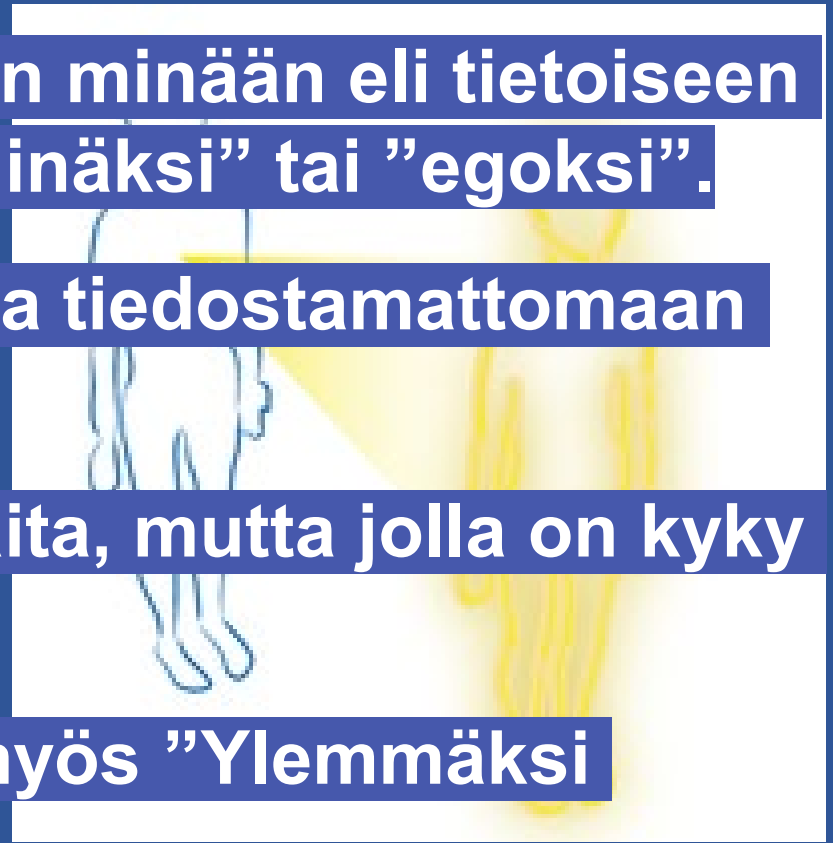 n minään eli tietoiseen
inäksi” tai ”egoksi”.
a tiedostamattomaan
ita, mutta jolla on kyky
myös ”Ylemmäksi